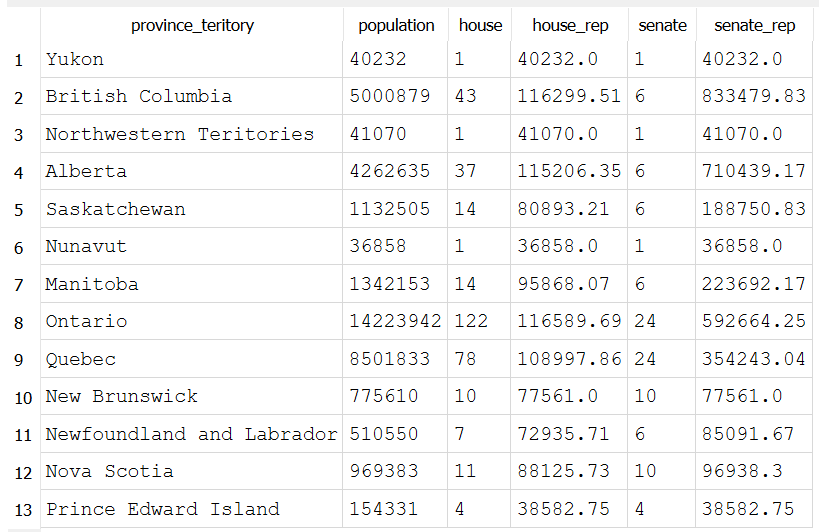 province_teritory population house house_rep senate senate_rep
1 Yukon 40232 1 40232.0 1 40232.0
2 British Columbia 5000879 43 116299.51 6 833479.83
3 Northwestern Teritories 41070 1 41070.0 1 41070.0
4 Alberta 4262635 37 115206.35 6 710439.17
5 Saskatchewan 1132505 14 80893.21 6 188750.83
6 Nunavut 36858 1 36858.0 1 36858.0
7 Manitoba 1342153 14 95868.07 6 223692.17
8 Ontario 14223942 122 116589.69 24 592664.25
9 Quebec 8501833 78 108997.86 24 354243.04
10 New Brunswick 775610 10 77561.0 10 77561.0
11 Newfoundland and Labrador 510550 7 72935.71 6 85091.67
12 Nova Scotia 969383 11 88125.73 10 96938.3
13 Prince Edward Island 154331 4 38582.75 4 38582.75